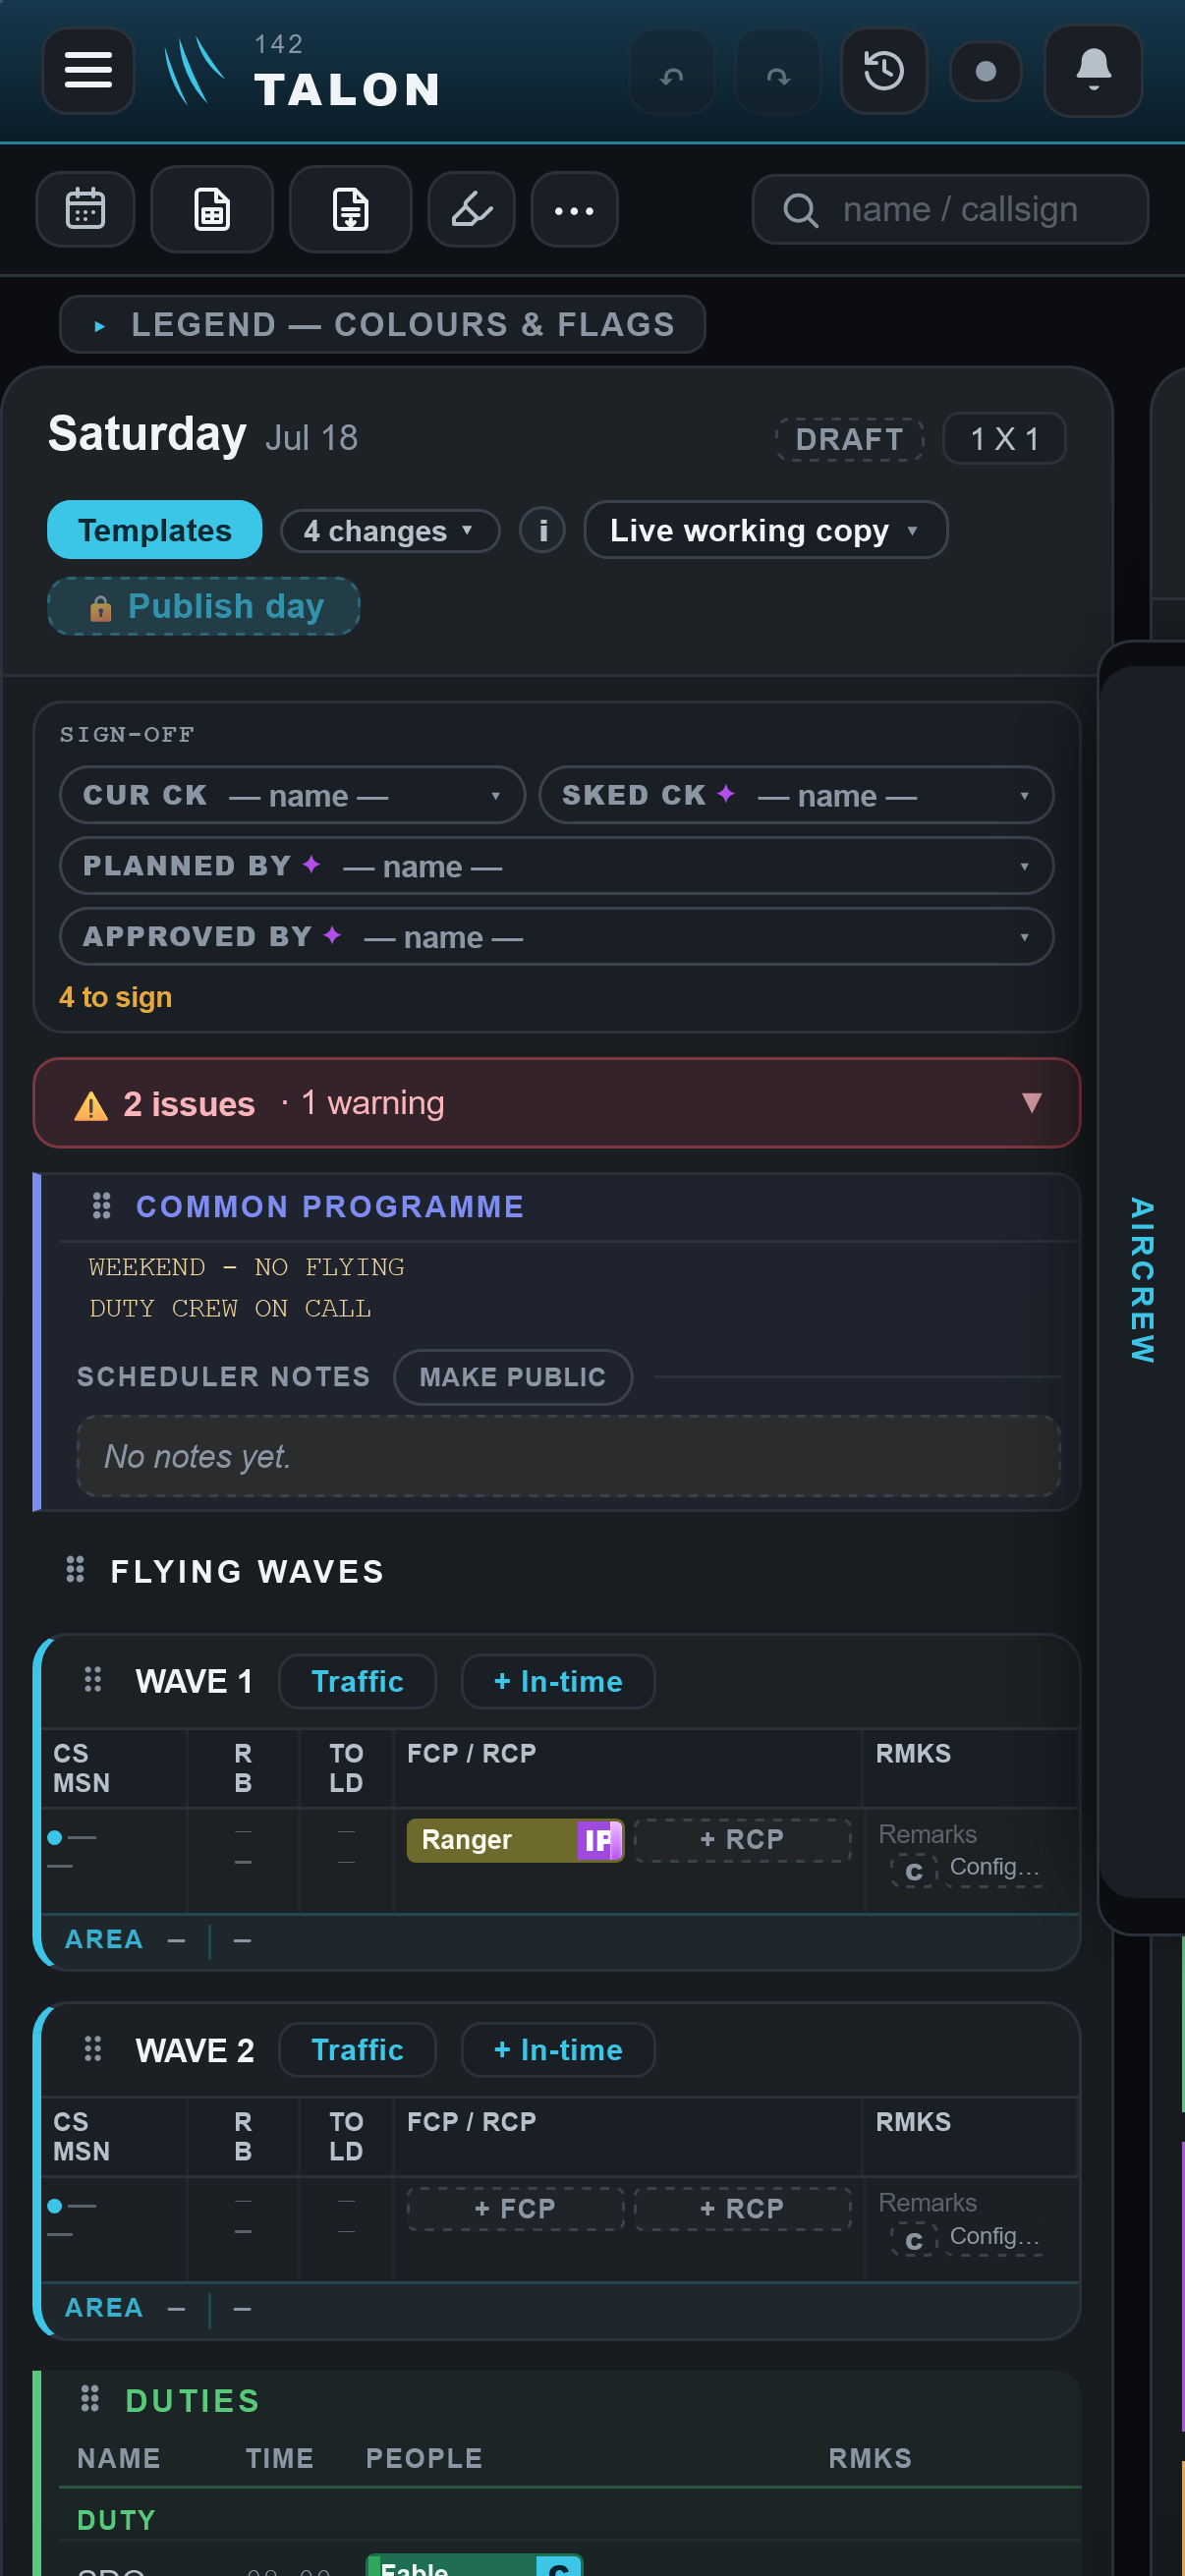 142
TALON
name / callsign
LEGEND — COLOURS & FLAGS
Saturday Jul 18 DRAFT 1 X 1
Templates 4 changes ▾ i Live working copy ▾
Publish day
SIGN-OFF
CUR CK — name — ▾ SKED CK ✦ — name — ▾
PLANNED BY ✦ — name — ▾
APPROVED BY ✦ — name — ▾
4 to sign
2 issues · 1 warning ▼
COMMON PROGRAMME
WEEKEND – NO FLYING
DUTY CREW ON CALL
SCHEDULER NOTES MAKE PUBLIC
No notes yet.
AIRCREW
FLYING WAVES
WAVE 1 Traffic + In-time
CS R TO FCP / RCP RMKS
MSN B LD
— — — Ranger IP + RCP Remarks
— — — C Config…
AREA – –
WAVE 2 Traffic + In-time
CS R TO FCP / RCP RMKS
MSN B LD
— — — + FCP + RCP Remarks
— — — C Config…
AREA – –
DUTIES
NAME TIME PEOPLE RMKS
DUTY
Fable C